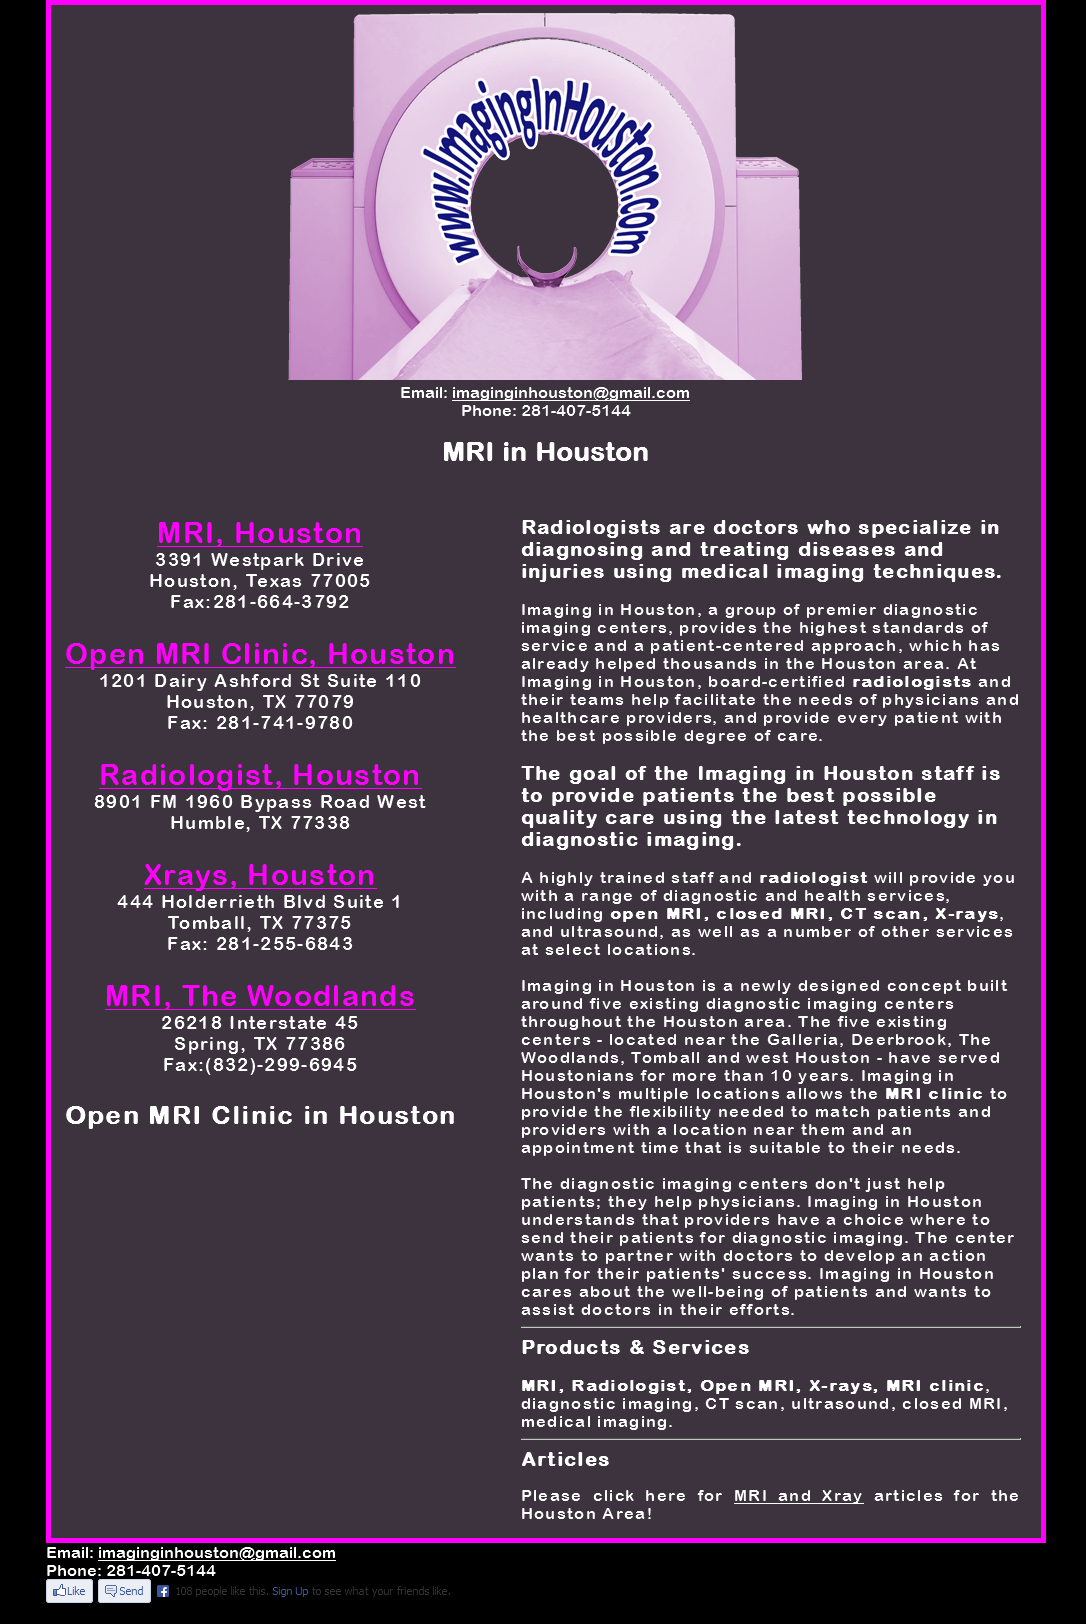 www.ImagingInHouston.com
Email: imaginginhouston@gmail.com
Phone: 281-407-5144
MRI in Houston
MRI, Houston
3391 Westpark Drive
Houston, Texas 77005
Fax:281-664-3792
Open MRI Clinic, Houston
1201 Dairy Ashford St Suite 110
Houston, TX 77079
Fax: 281-741-9780
Radiologist, Houston
8901 FM 1960 Bypass Road West
Humble, TX 77338
Xrays, Houston
444 Holderrieth Blvd Suite 1
Tomball, TX 77375
Fax: 281-255-6843
MRI, The Woodlands
26218 Interstate 45
Spring, TX 77386
Fax:(832)-299-6945
Open MRI Clinic in Houston
Radiologists are doctors who specialize in
diagnosing and treating diseases and
injuries using medical imaging techniques.
Imaging in Houston, a group of premier diagnostic
imaging centers, provides the highest standards of
service and a patient-centered approach, which has
already helped thousands in the Houston area. At
Imaging in Houston, board-certified radiologists and
their teams help facilitate the needs of physicians and
healthcare providers, and provide every patient with
the best possible degree of care.
The goal of the Imaging in Houston staff is
to provide patients the best possible
quality care using the latest technology in
diagnostic imaging.
A highly trained staff and radiologist will provide you
with a range of diagnostic and health services,
including open MRI, closed MRI, CT scan, X-rays,
and ultrasound, as well as a number of other services
at select locations.
Imaging in Houston is a newly designed concept built
around five existing diagnostic imaging centers
throughout the Houston area. The five existing
centers - located near the Galleria, Deerbrook, The
Woodlands, Tomball and west Houston - have served
Houstonians for more than 10 years. Imaging in
Houston's multiple locations allows the MRI clinic to
provide the flexibility needed to match patients and
providers with a location near them and an
appointment time that is suitable to their needs.
The diagnostic imaging centers don't just help
patients; they help physicians. Imaging in Houston
understands that providers have a choice where to
send their patients for diagnostic imaging. The center
wants to partner with doctors to develop an action
plan for their patients' success. Imaging in Houston
cares about the well-being of patients and wants to
assist doctors in their efforts.
Products & Services
MRI, Radiologist, Open MRI, X-rays, MRI clinic,
diagnostic imaging, CT scan, ultrasound, closed MRI,
medical imaging.
Articles
Please click here for MRI and Xray articles for the
Houston Area!
Email: imaginginhouston@gmail.com
Phone: 281-407-5144
Like Send 108 people like this. Sign Up to see what your friends like.